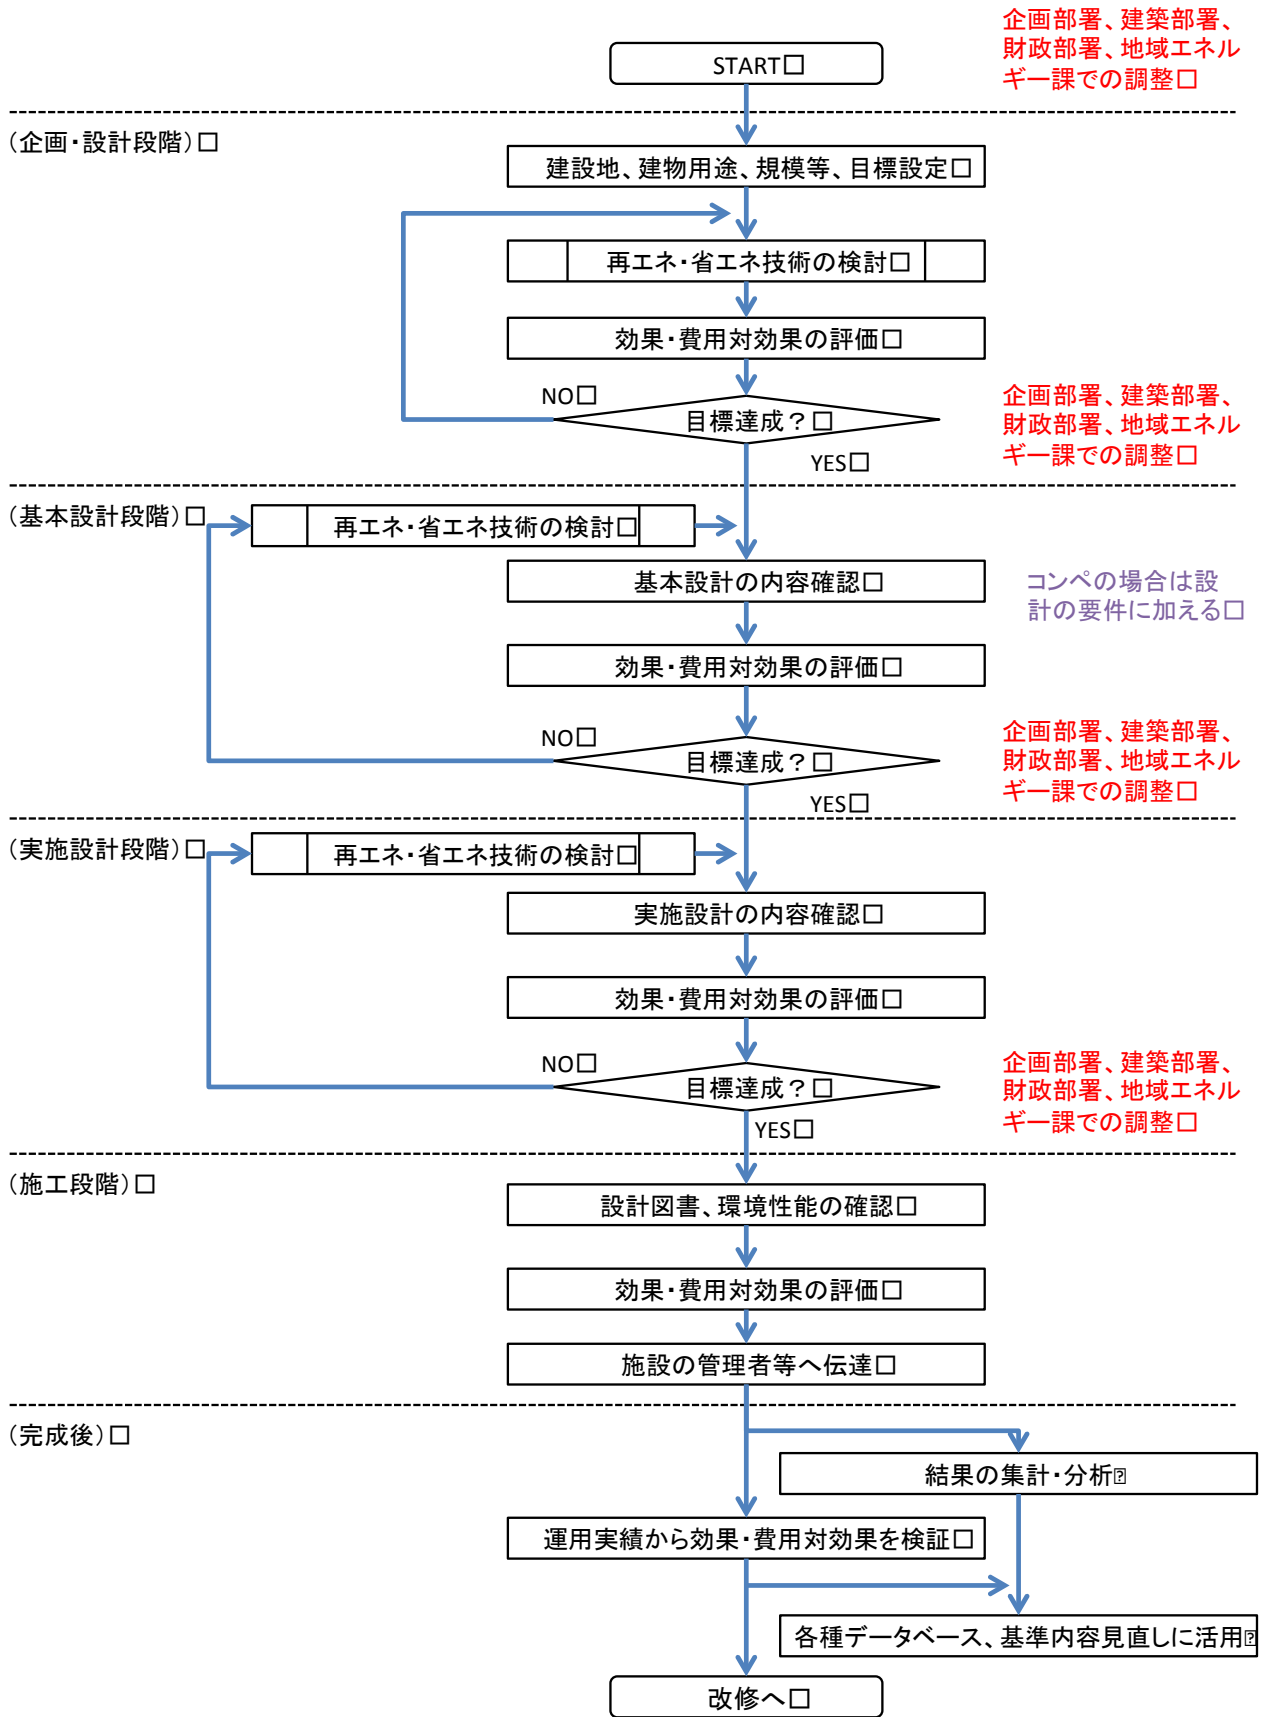 企画部署、建築部署、
財政部署、地域エネル
ギー課での調整□
START□
(企画・設計段階)□
建設地、建物用途、規模等、目標設定□
再エネ・省エネ技術の検討□
効果・費用対効果の評価□
NO□
目標達成？□
YES□
企画部署、建築部署、
財政部署、地域エネル
ギー課での調整□
(基本設計段階)□
再エネ・省エネ技術の検討□
基本設計の内容確認□
コンペの場合は設
計の要件に加える□
効果・費用対効果の評価□
NO□
目標達成？□
YES□
企画部署、建築部署、
財政部署、地域エネル
ギー課での調整□
(実施設計段階)□
再エネ・省エネ技術の検討□
実施設計の内容確認□
効果・費用対効果の評価□
NO□
目標達成？□
YES□
企画部署、建築部署、
財政部署、地域エネル
ギー課での調整□
(施工段階)□
設計図書、環境性能の確認□
効果・費用対効果の評価□
施設の管理者等へ伝達□
(完成後)□
結果の集計・分析⍰
運用実績から効果・費用対効果を検証□
各種データベース、基準内容見直しに活用⍰
改修へ□